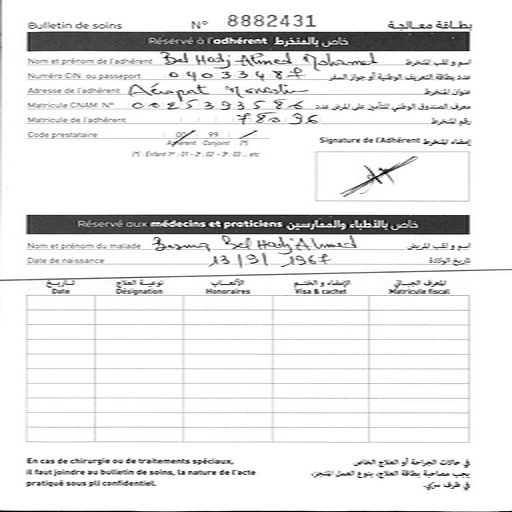 Bulletin de soins N° 8882431 بطاقة معالجة
Réservé à l'adhérent خاص بالمنخرط
Nom et prénom de l'adhérent Bel Hadj Ahmed Mohamed اسم و لقب المنخرط
Numéro CIN ou passeport 04033487 عدد بطاقة التعريف الوطنية أو جواز السفر
Adresse de l'adhérent Monastir عنوان المنخرط
Matricule CNAM N° 0025393586 معرف الصندوق الوطني للتأمين على المرض عدد
Matricule de l'adhérent 78096 رقم المنخرط
Code prestataire 00 99 (*)
Adhérent Conjoint (*)
(*): Enfant 1er : 01 - 2e : 02 - 3e : 03 ... etc
Signature de l'Adhérent إمضاء المنخرط
Réservé aux médecins et praticiens خاص بالأطباء والممارسين
Nom et prénom du malade Besma Bel Hadj Ahmed اسم و لقب المريض
Date de naissance 13/9/1967 تاريخ الولادة
تاريخ نوعية العلاج الأتعاب الإمضاء و الختم المعرف الجبائي
Date Désignation Honoraires Visa & cachet Matricule fiscal
En cas de chirurgie ou de traitements spéciaux, في حالات الجراحة أو العلاج الخاص
il faut joindre au bulletin de soins, la nature de l'acte يجب مصاحبة بطاقة العلاج، بنوع العمل المنجز،
pratiqué sous pli confidentiel. في ظرف سري.